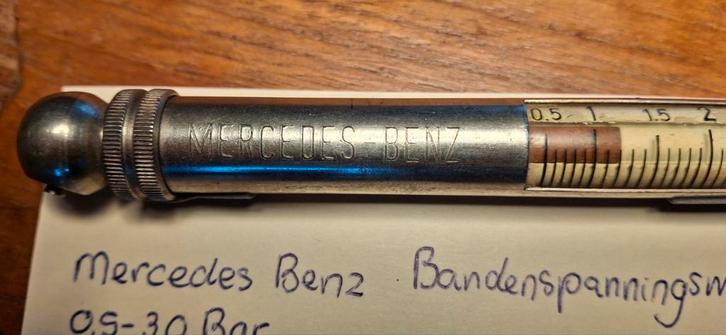 MERCEDES-BENZ
0.5 1 1.5 2
Mercedes Benz Bandenspanningsm
0,5-3,0 Bar